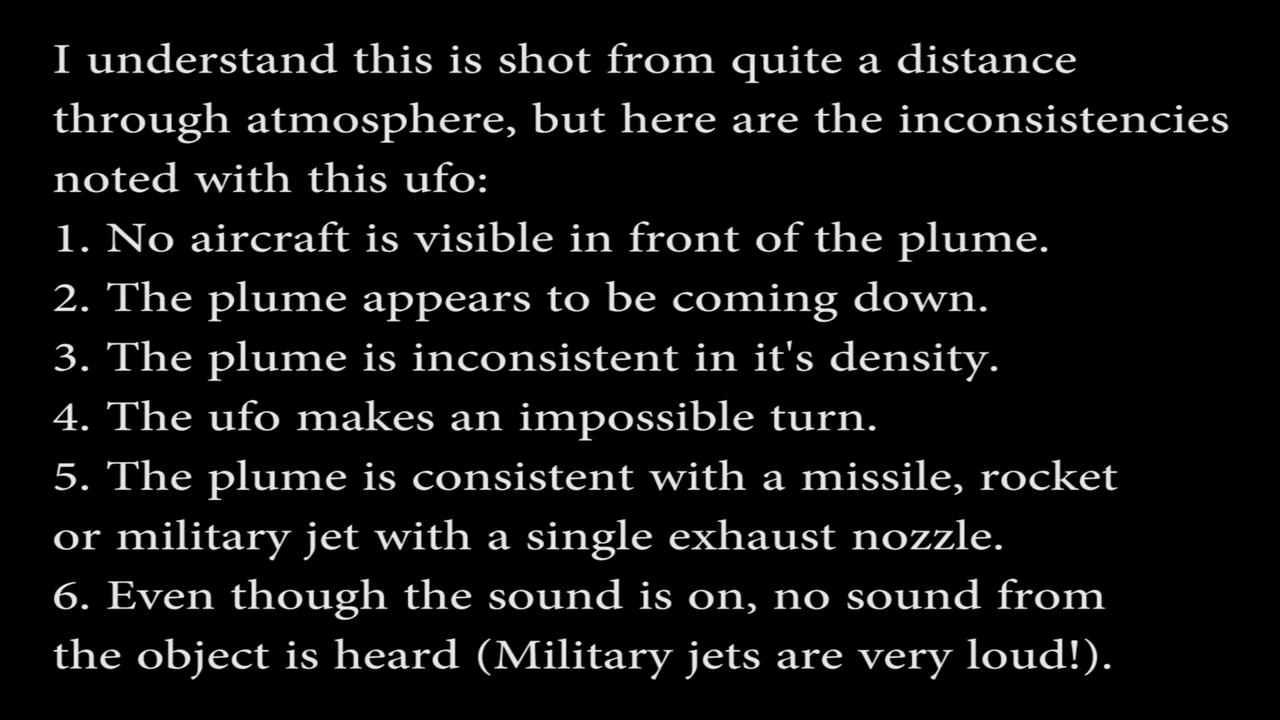 I understand this is shot from quite a distance
through atmosphere, but here are the inconsistencies
noted with this ufo:
1. No aircraft is visible in front of the plume.
2. The plume appears to be coming down.
3. The plume is inconsistent in it's density.
4. The ufo makes an impossible turn.
5. The plume is consistent with a missile, rocket
or military jet with a single exhaust nozzle.
6. Even though the sound is on, no sound from
the object is heard (Military jets are very loud!).